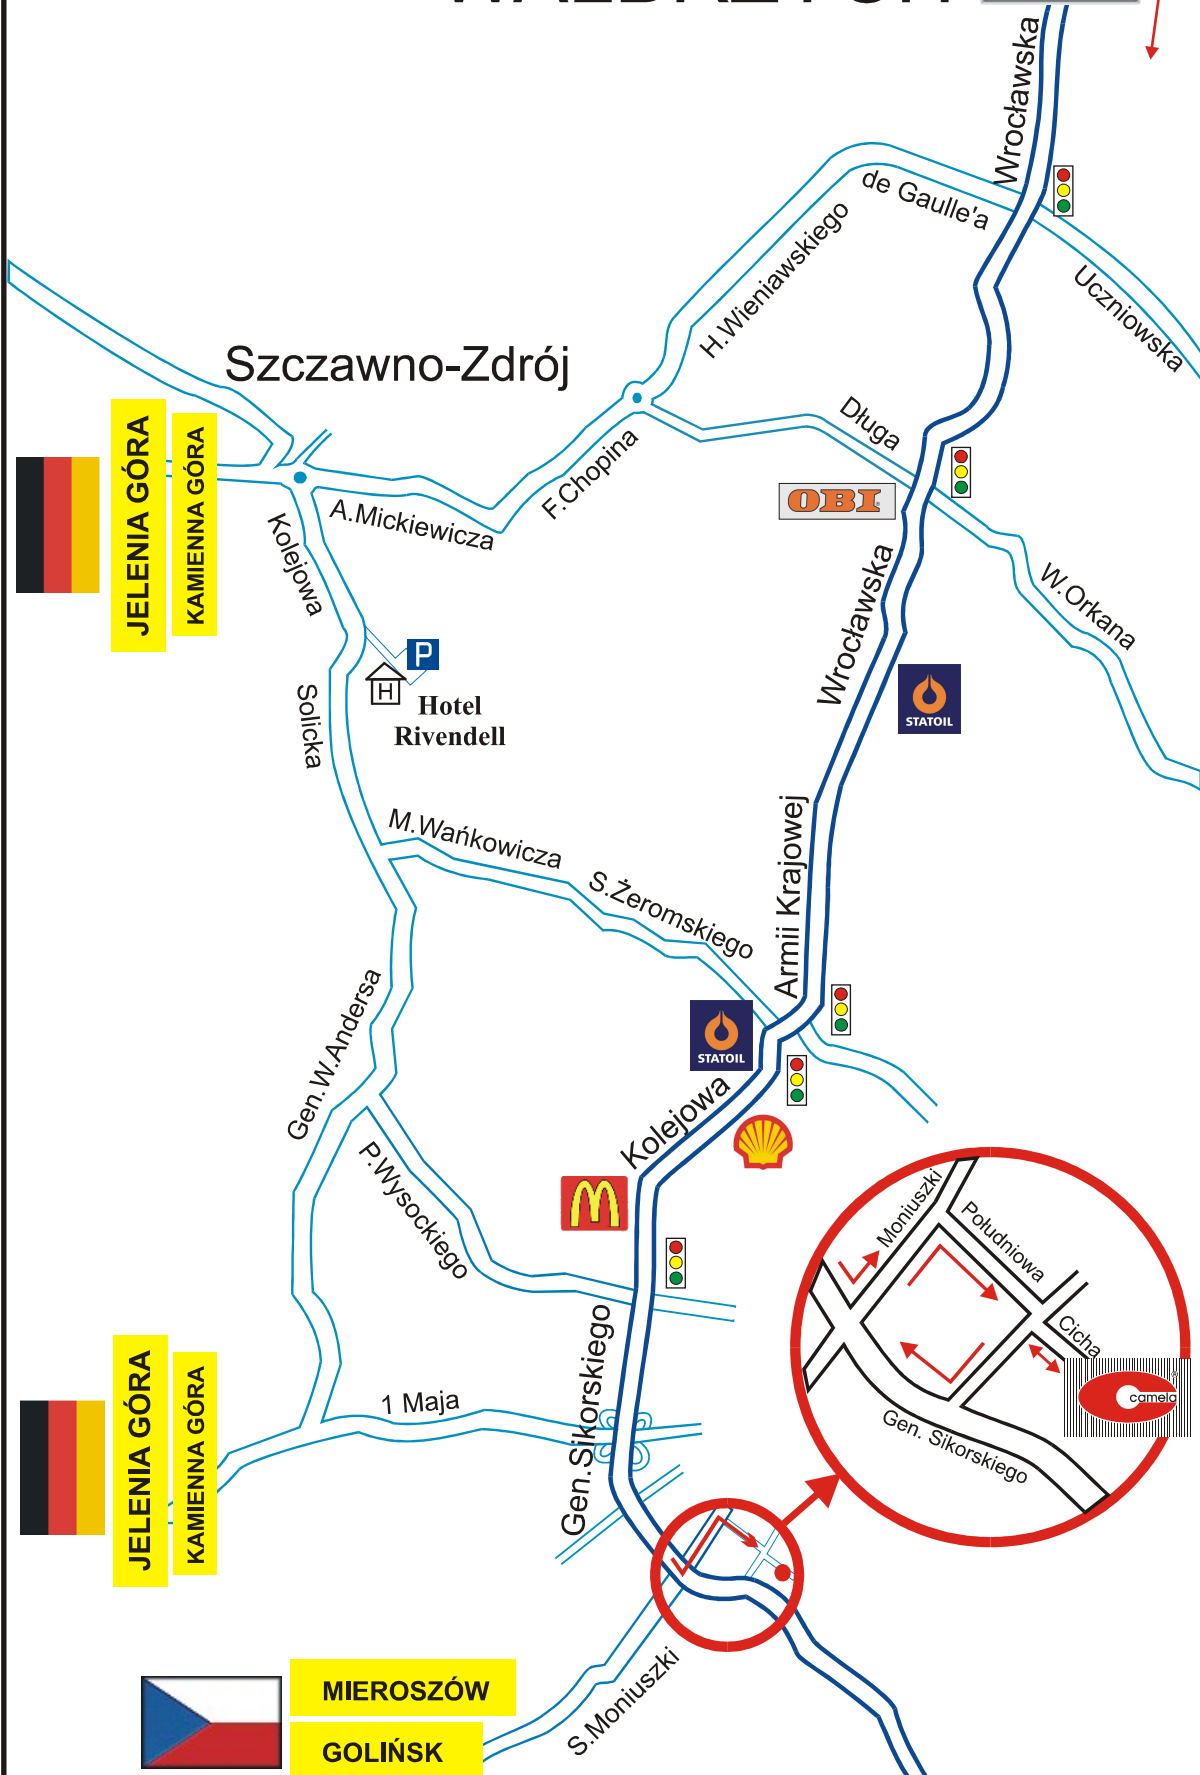 WAŁBRZYCH
Wrocławska
de Gaulle'a
H.Wieniawskiego
Uczniowska
Szczawno-Zdrój
Długa
F.Chopina
JELENIA GÓRA
KAMIENNA GÓRA
A.Mickiewicza
OBI
Kolejowa
W.Orkana
Wrocławska
P
H
Hotel
Rivendell
STATOIL
Solicka
M.Wańkowicza
Armii Krajowej
S.Żeromskiego
Gen.W.Andersa
STATOIL
Kolejowa
P.Wysockiego
Moniuszki
Południowa
Cicha
camela
®
Gen. Sikorskiego
Gen.Sikorskiego
1 Maja
JELENIA GÓRA
KAMIENNA GÓRA
S.Moniuszki
MIEROSZÓW
GOLIŃSK